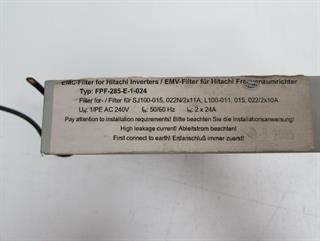 EMC-Filter for Hitachi Inverters / EMV-Filter für Hitachi Frequenzumrichter
Typ: FPF-285-E-1-024
Filter for- / Filter für SJ100-015, 022N/2x11A; L100-011, 015, 022/2x10A
UN: 1/PE AC 240V fN: 50/60 Hz IN: 2 x 24A
Pay attention to installation requirements! Bitte beachten Sie die Installationsanweisung!
High leakage current! Ableitstrom beachten!
First connect to earth! Erstanschluß immer zuerst!